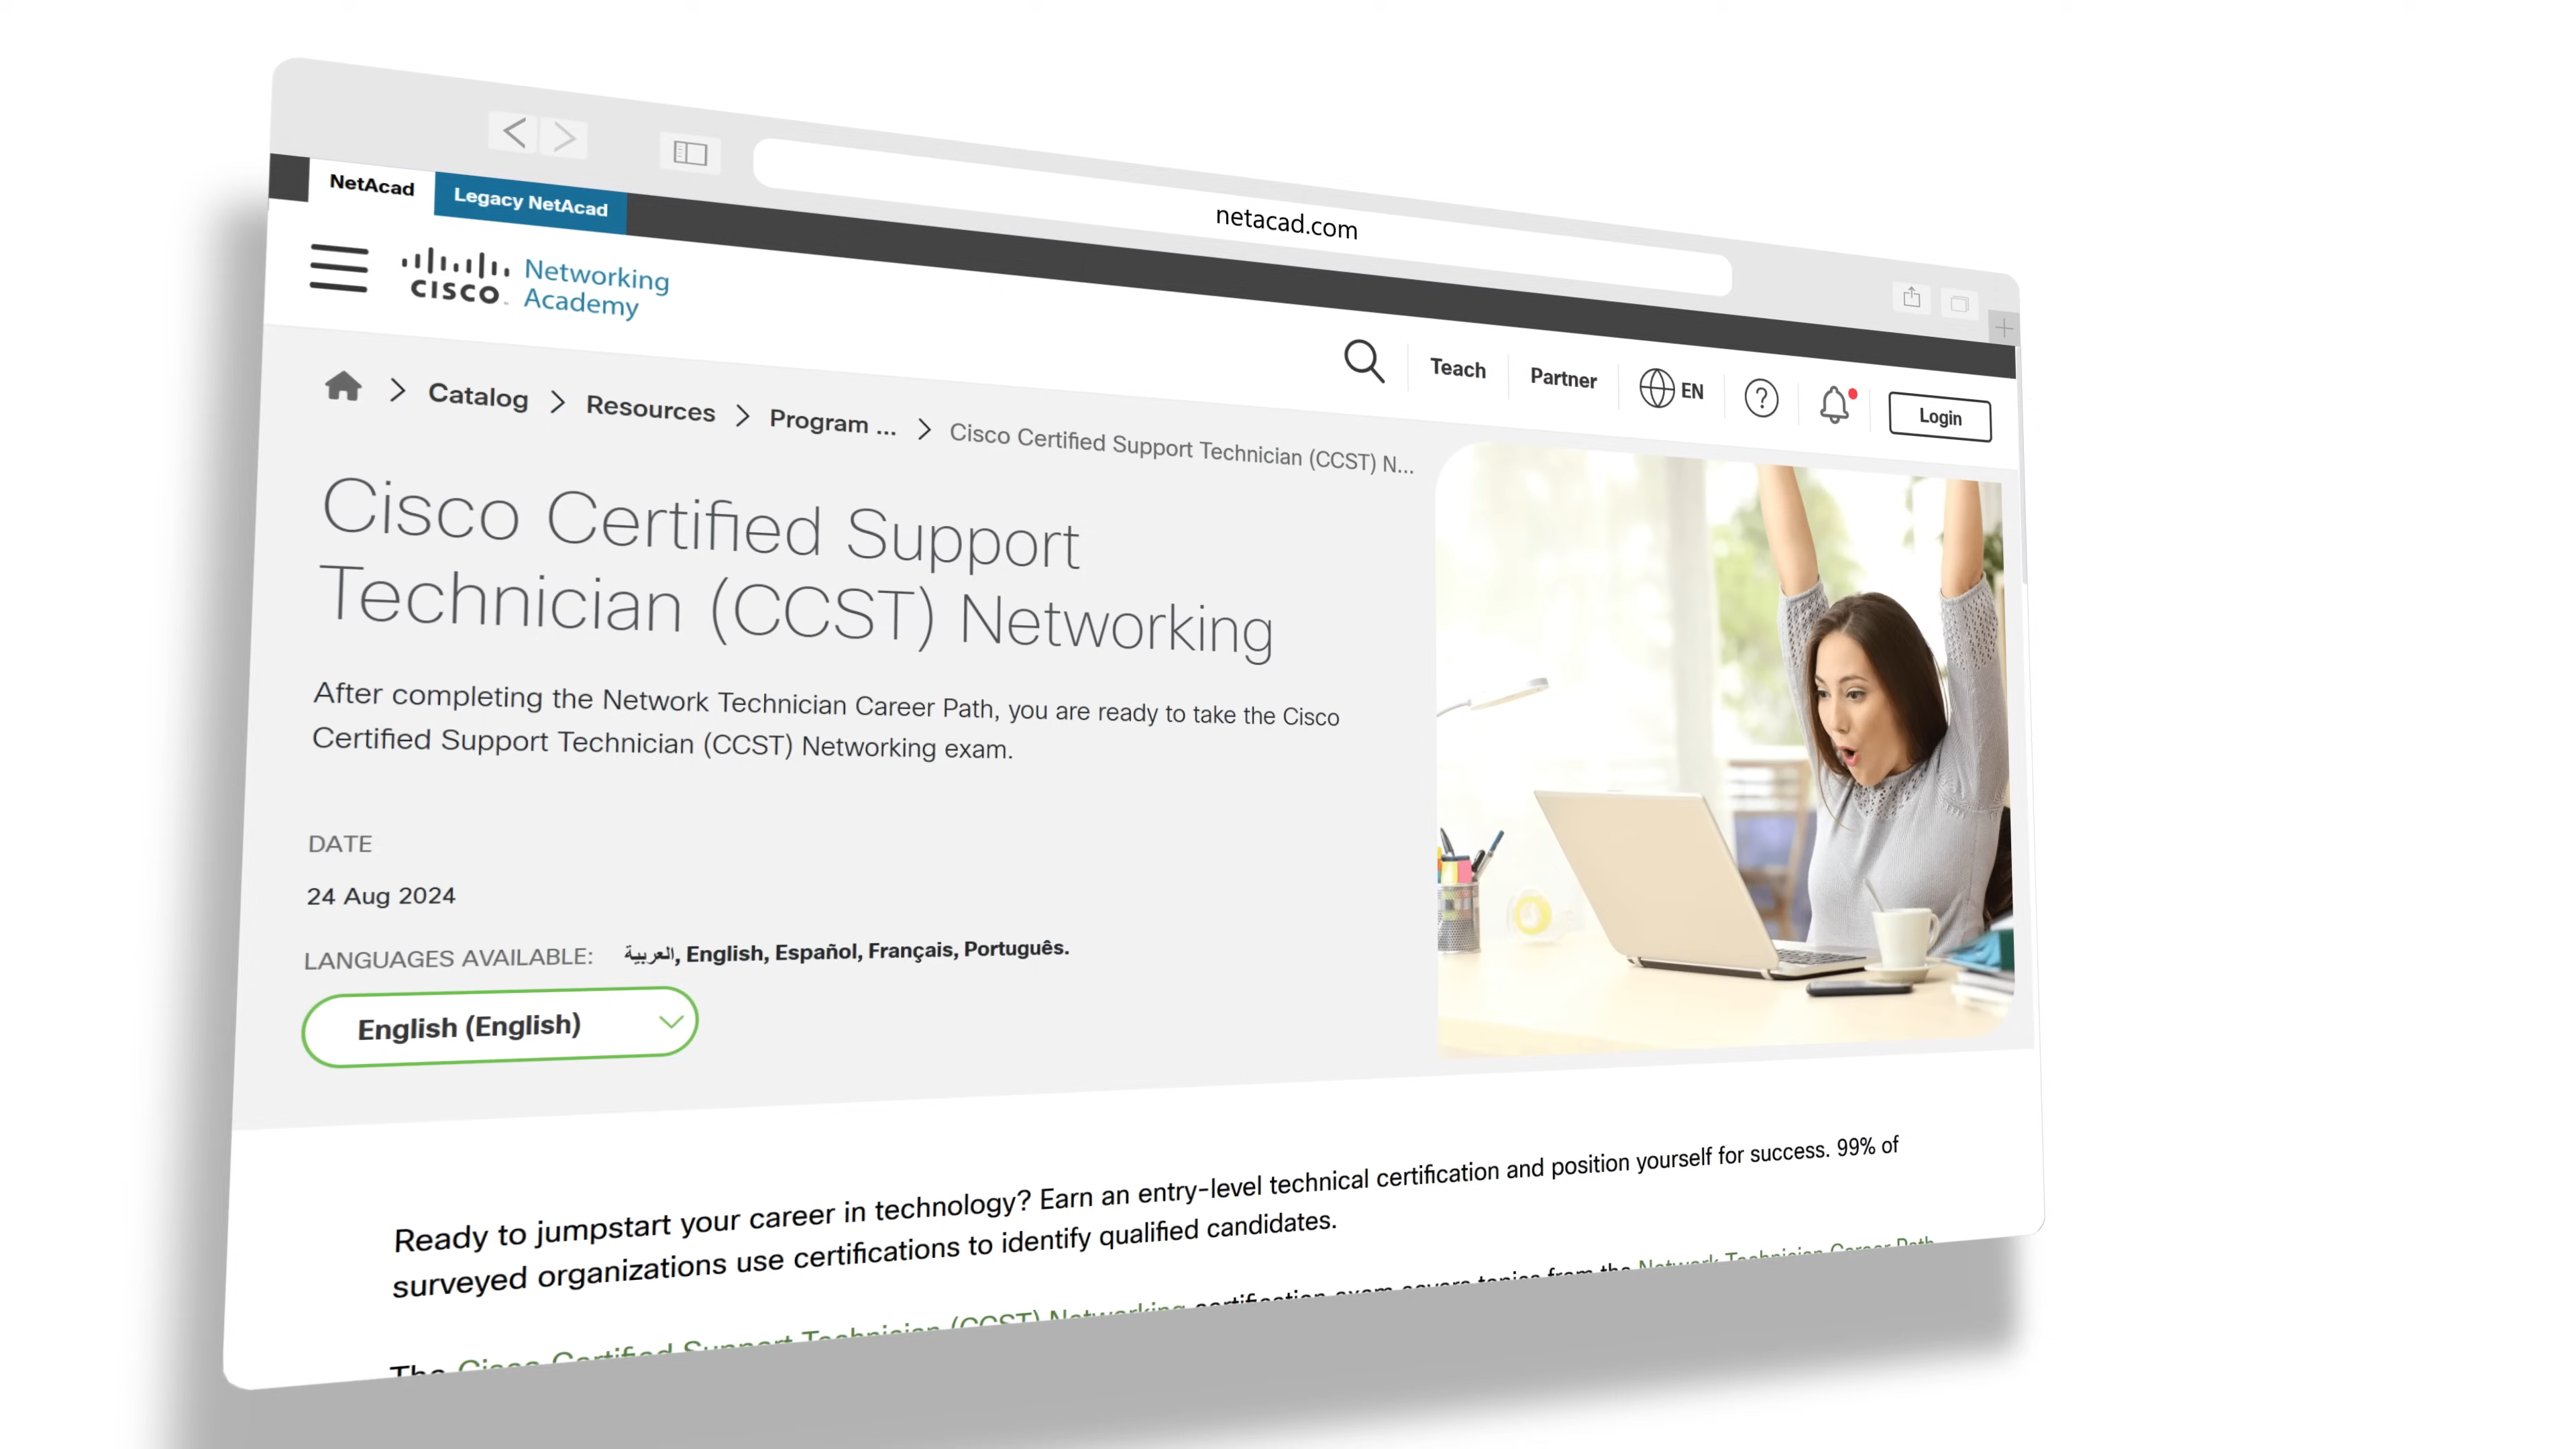 netacad.com
NetAcad
Legacy NetAcad
CISCO
Networking
Academy
Teach
Partner
EN
Login
Catalog
Resources
Program ...
Cisco Certified Support Technician (CCST) N...
Cisco Certified Support
Technician (CCST) Networking
After completing the Network Technician Career Path, you are ready to take the Cisco
Certified Support Technician (CCST) Networking exam.
DATE
24 Aug 2024
LANGUAGES AVAILABLE: العربية, English, Español, Français, Português.
English (English)
Ready to jumpstart your career in technology? Earn an entry-level technical certification and position yourself for success. 99% of
surveyed organizations use certifications to identify qualified candidates.
The Cisco Certified Support Technician (CCST) Networking certification exam covers topics from the Network Technician Career Path